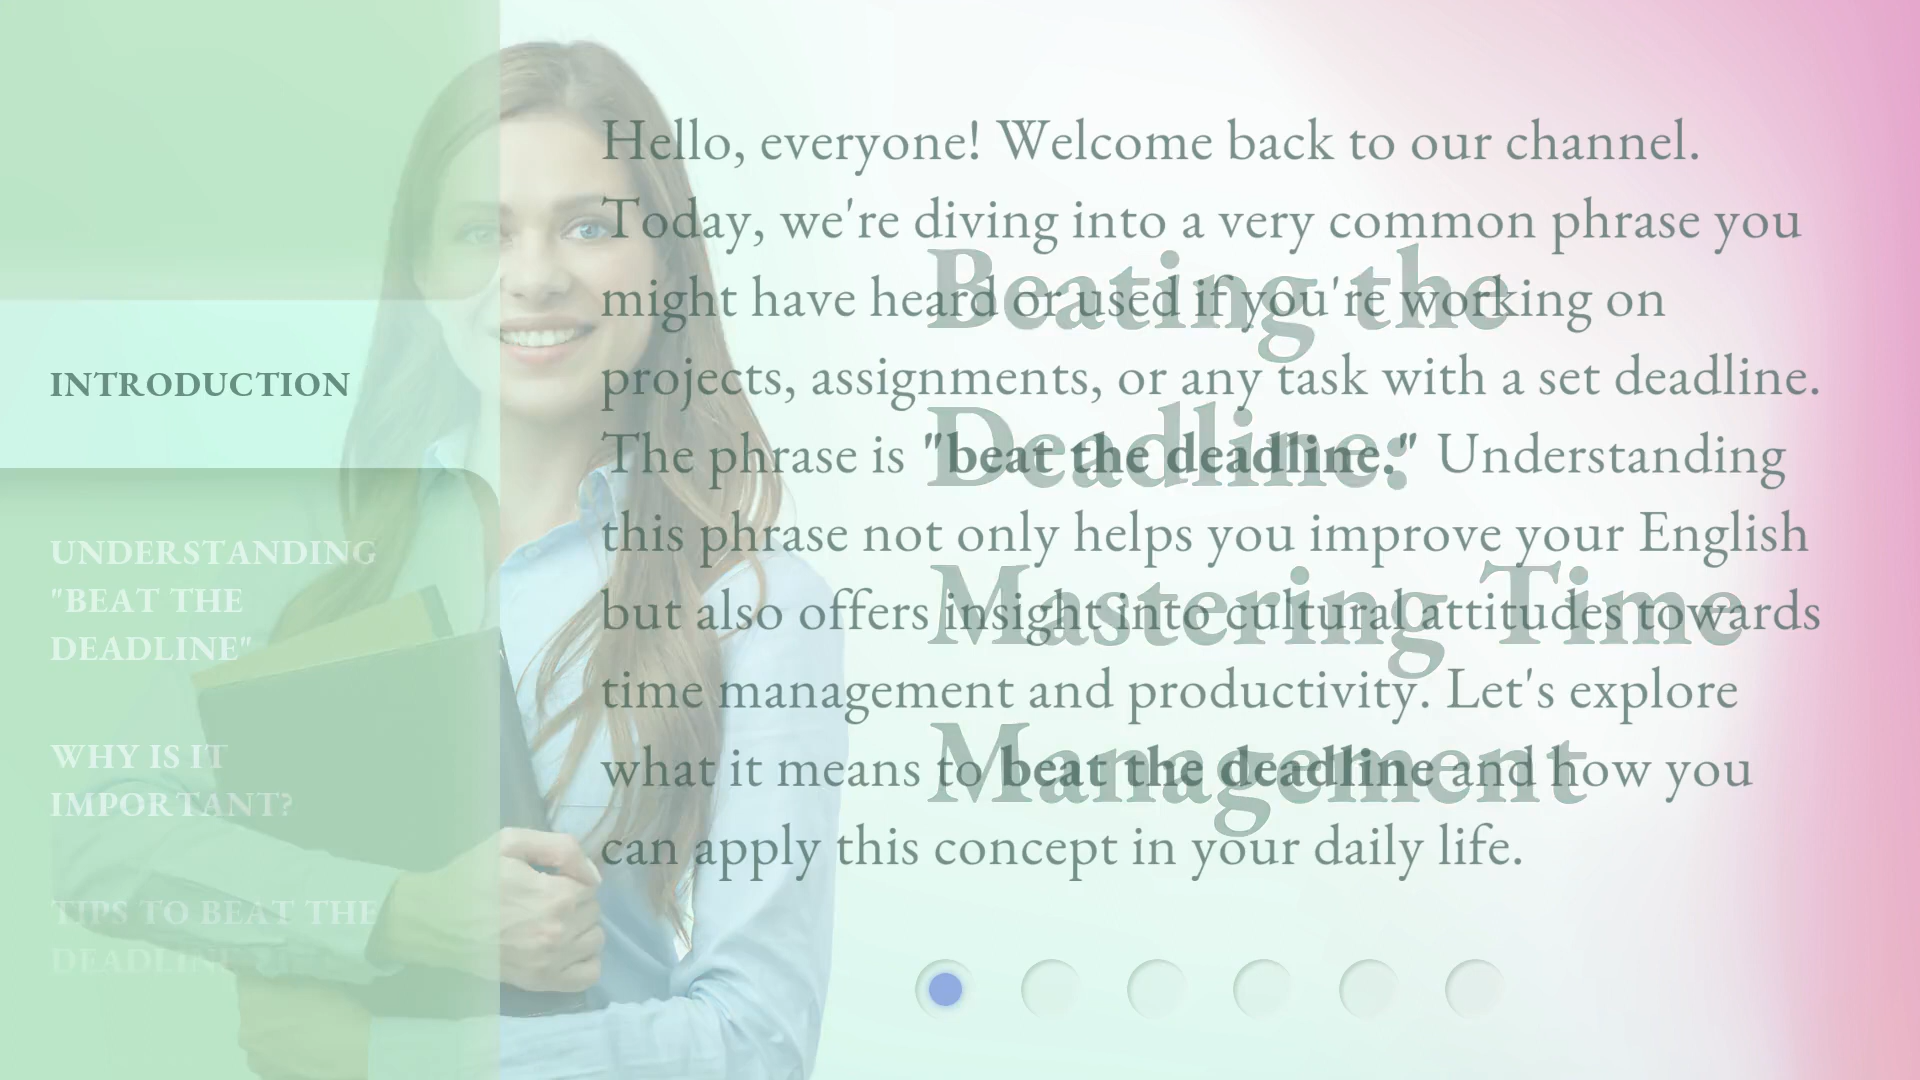 INTRODUCTION
UNDERSTANDING
"BEAT THE
DEADLINE"
WHY IS IT
IMPORTANT?
TIPS TO BEAT THE
DEADLINE
Hello, everyone! Welcome back to our channel.
Today, we're diving into a very common phrase you
might have heard or used if you're working on
projects, assignments, or any task with a set deadline.
The phrase is "beat the deadline." Understanding
this phrase not only helps you improve your English
but also offers insight into cultural attitudes towards
time management and productivity. Let's explore
what it means to beat the deadline and how you
can apply this concept in your daily life.
Beating the
Deadline:
Mastering Time
Management